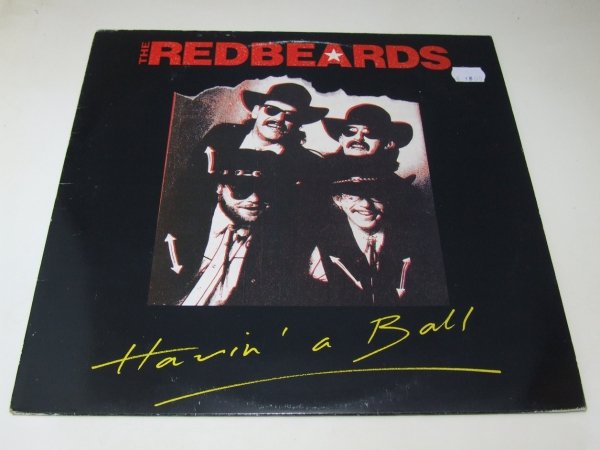 THE REDBEARDS
Havin' a Ball